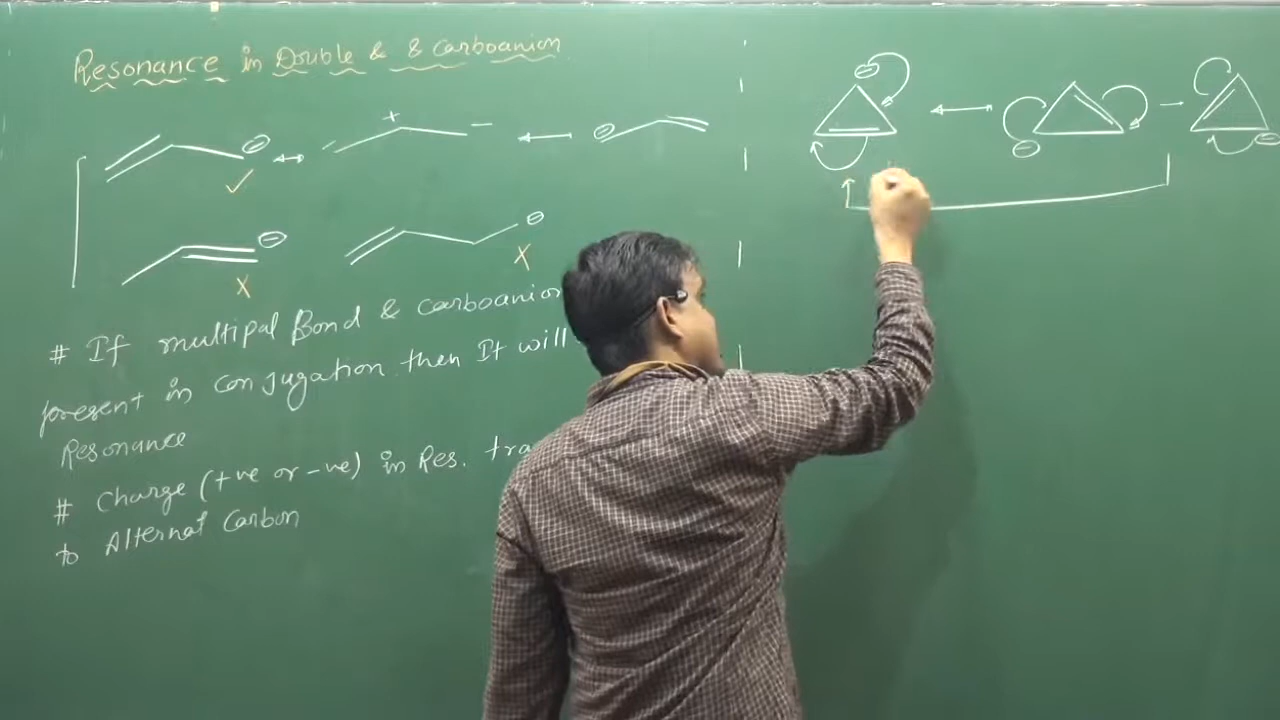 Resonance in Double & & carboanion
# If multipal Bond & carboanion
present in conjugation then It will
Resonance
# Charge (+ve or -ve) in Res.
to Alternat Carbon